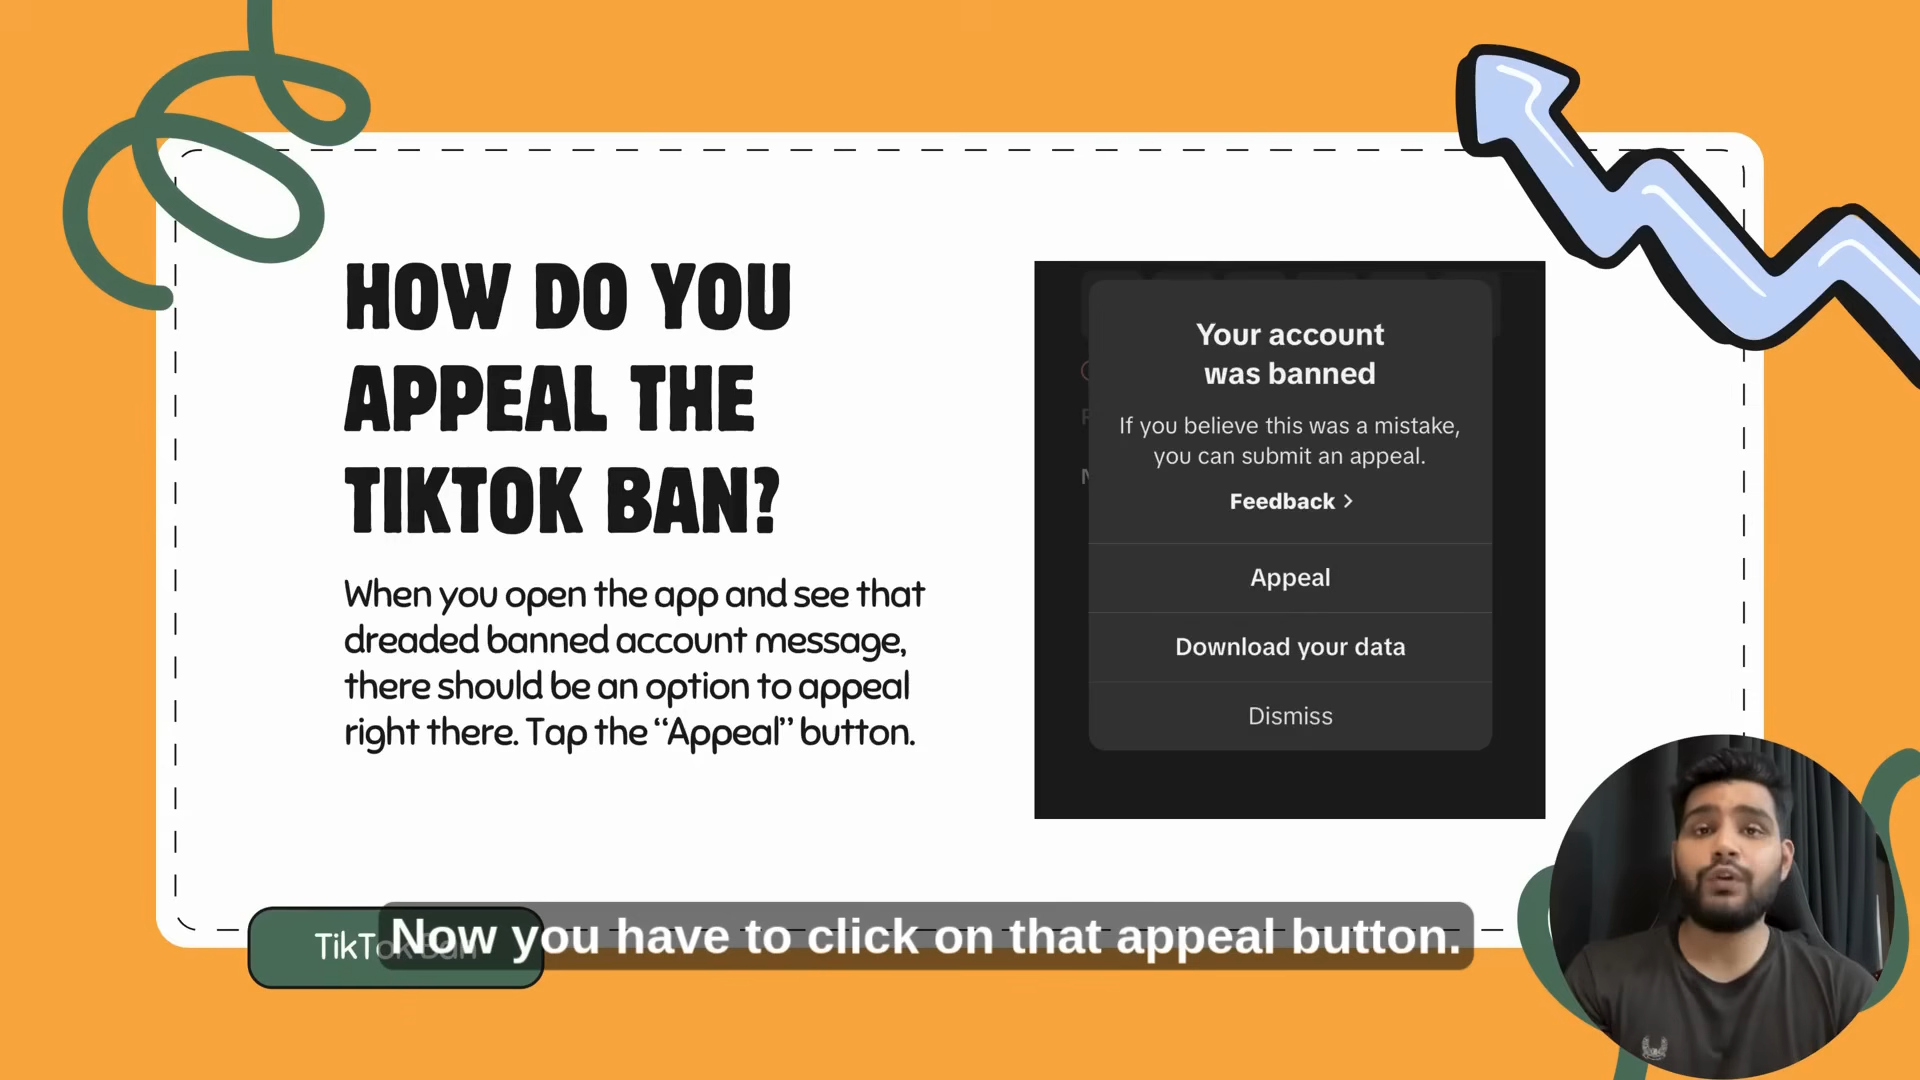 HOW DO YOU
APPEAL THE
TIKTOK BAN?
When you open the app and see that
dreaded banned account message,
there should be an option to appeal
right there. Tap the “Appeal” button.
Your account
was banned
If you believe this was a mistake,
you can submit an appeal.
Feedback >
Appeal
Download your data
Dismiss
TikTok Ban
Now you have to click on that appeal button.